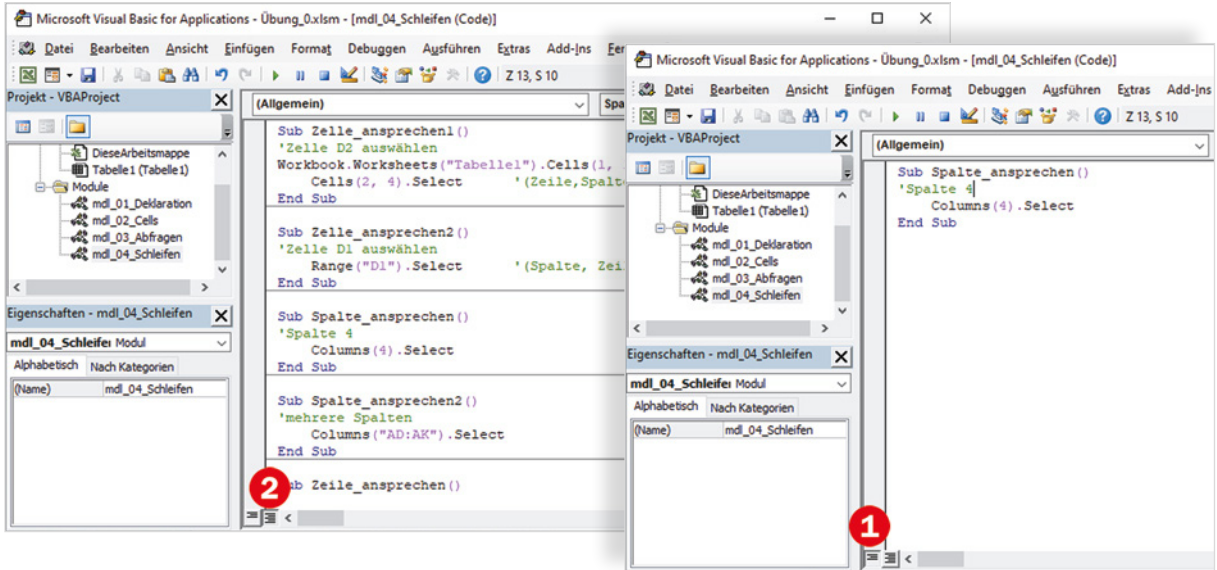 Microsoft Visual Basic for Applications - Übung_0.xlsm - [mdl_04_Schleifen (Code)]
Datei Bearbeiten Ansicht Einfügen Format Debuggen Ausführen Extras Add-Ins
Z 13, S 10
Projekt - VBAProject
DieseArbeitsmappe
Tabelle1 (Tabelle1)
Module
mdl_01_Deklaration
mdl_02_Cells
mdl_03_Abfragen
mdl_04_Schleifen
Eigenschaften - mdl_04_Schleifen
mdl_04_Schleifei Modul
Alphabetisch Nach Kategorien
(Name) mdl_04_Schleifen
(Allgemein)
Sub Zelle_ansprechen1()
'Zelle D2 auswählen
Workbook.Worksheets("Tabelle1").Cells(1,
Cells(2, 4).Select '(Zeile,Spalt
End Sub
Sub Zelle_ansprechen2()
'Zelle D1 auswählen
Range("D1").Select '(Spalte, Zei
End Sub
Sub Spalte_ansprechen()
'Spalte 4
Columns(4).Select
End Sub
Sub Spalte_ansprechen2()
'mehrere Spalten
Columns("AD:AK").Select
End Sub
ub Zeile_ansprechen()
2
Microsoft Visual Basic for Applications - Übung_0.xlsm - [mdl_04_Schleifen (Code)]
Datei Bearbeiten Ansicht Einfügen Format Debuggen Ausführen Extras Add-Ins
Z 13, S 10
Projekt - VBAProject
DieseArbeitsmappe
Tabelle1 (Tabelle1)
Module
mdl_01_Deklaration
mdl_02_Cells
mdl_03_Abfragen
mdl_04_Schleifen
Eigenschaften - mdl_04_Schleifen
mdl_04_Schleifei Modul
Alphabetisch Nach Kategorien
(Name) mdl_04_Schleifen
(Allgemein)
Sub Spalte_ansprechen()
'Spalte 4
Columns(4).Select
End Sub
1